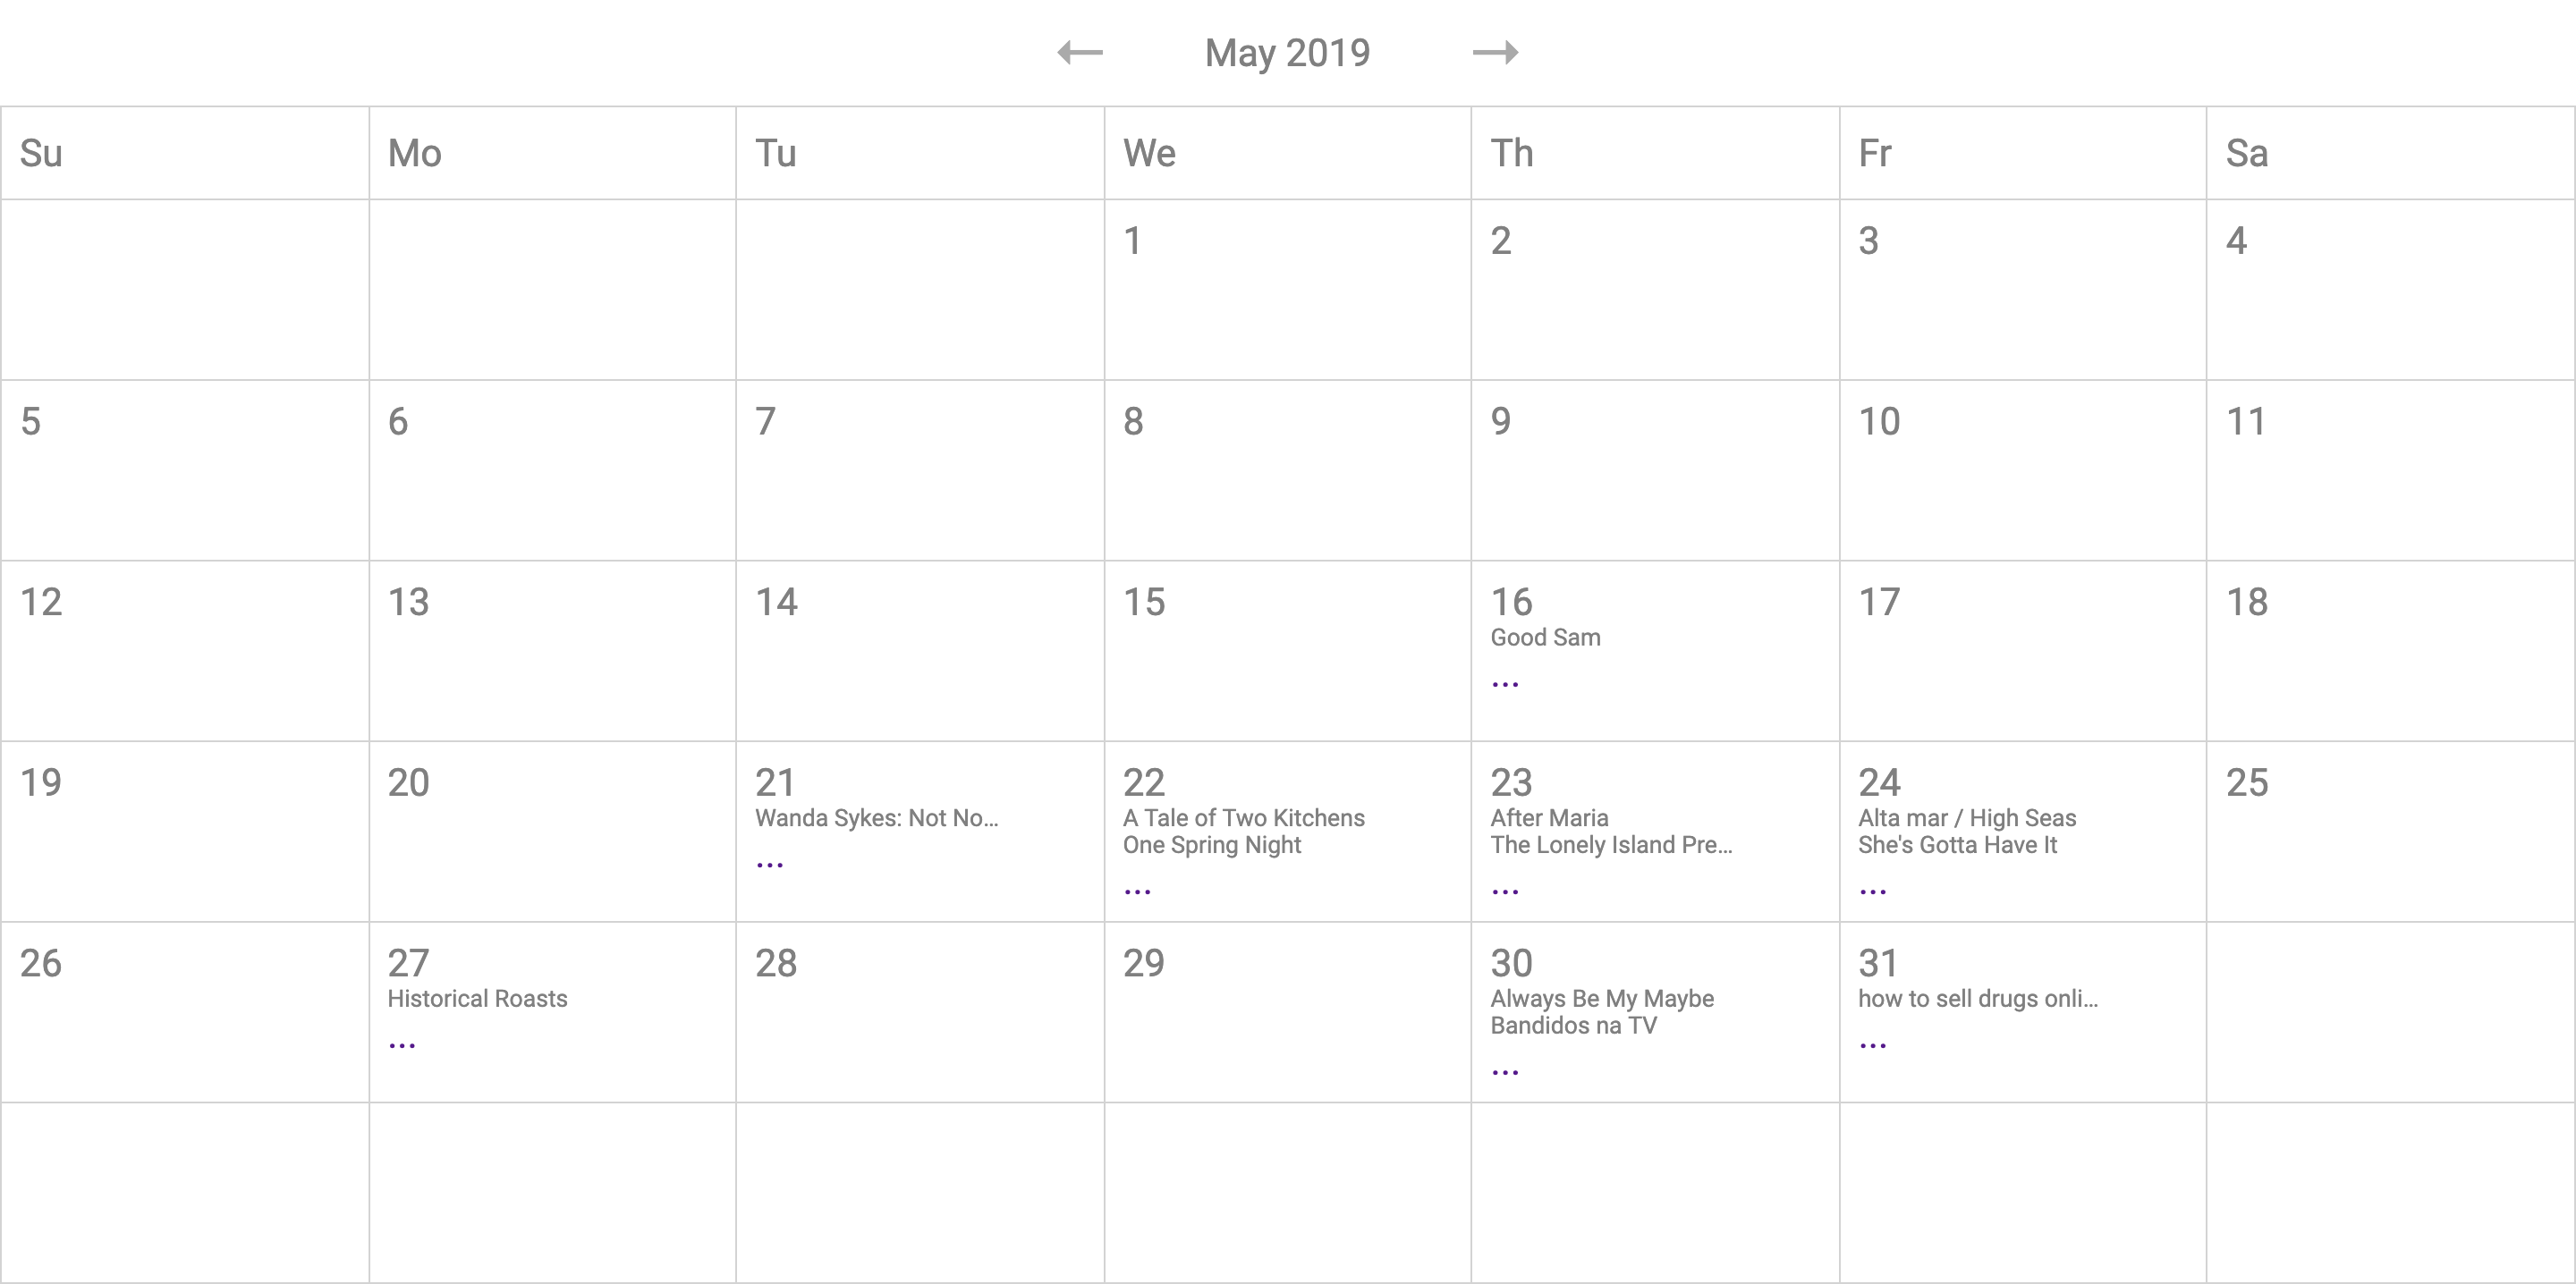 May 2019
Su Mo Tu We Th Fr Sa
1 2 3 4
5 6 7 8 9 10 11
12 13 14 15 16 17 18
Good Sam
...
19 20 21 22 23 24 25
Wanda Sykes: Not No...
...
A Tale of Two Kitchens
One Spring Night
...
After Maria
The Lonely Island Pre...
...
Alta mar / High Seas
She's Gotta Have It
...
26 27 28 29 30 31
Historical Roasts
...
Always Be My Maybe
Bandidos na TV
...
how to sell drugs onli...
...